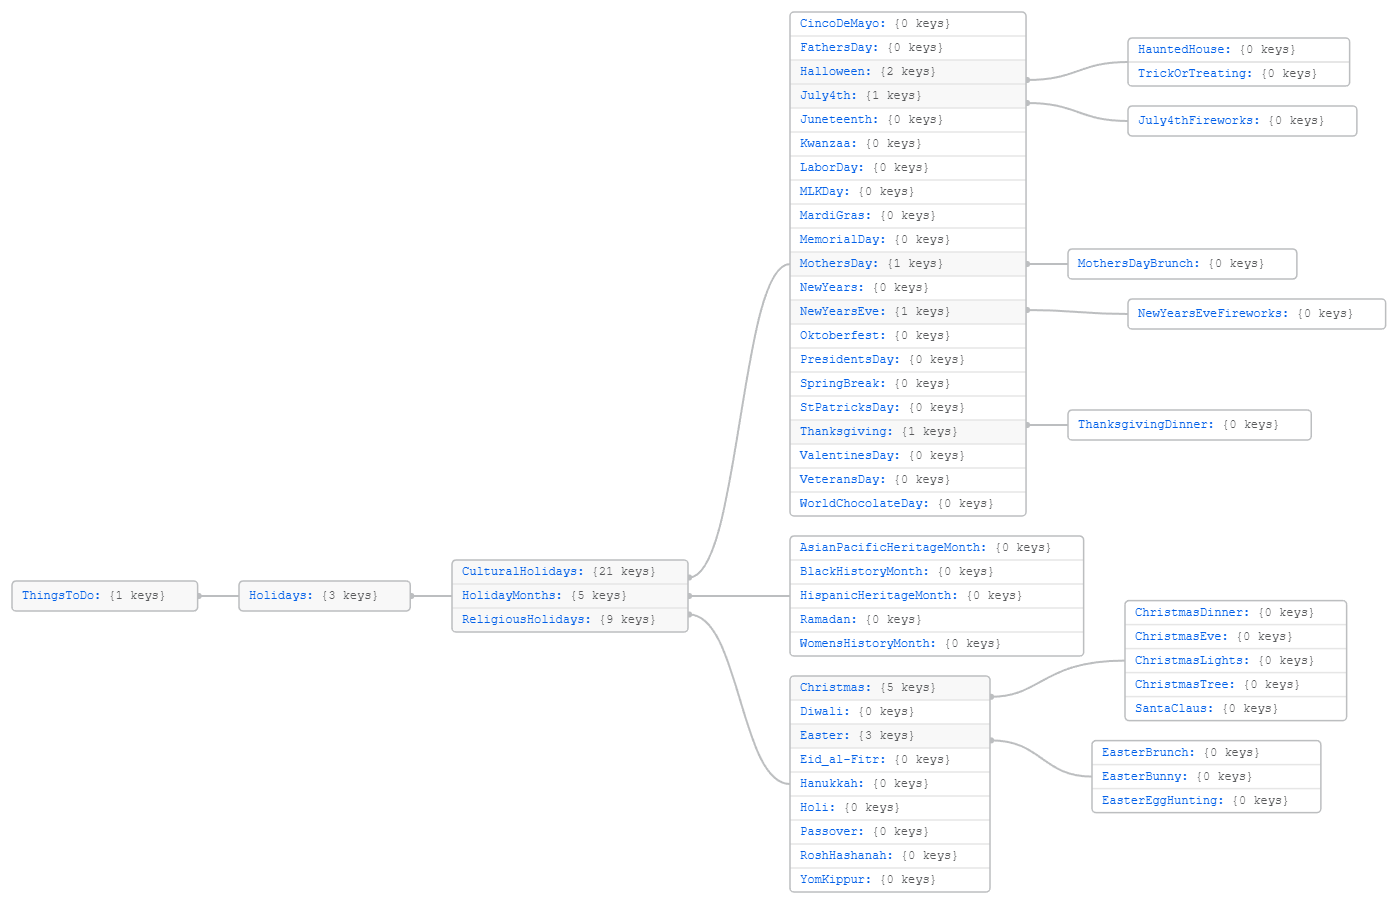 ThingsToDo: {1 keys}
Holidays: {3 keys}
CulturalHolidays: {21 keys}
HolidayMonths: {5 keys}
ReligiousHolidays: {9 keys}
CincoDeMayo: {0 keys}
FathersDay: {0 keys}
Halloween: {2 keys}
July4th: {1 keys}
Juneteenth: {0 keys}
Kwanzaa: {0 keys}
LaborDay: {0 keys}
MLKDay: {0 keys}
MardiGras: {0 keys}
MemorialDay: {0 keys}
MothersDay: {1 keys}
NewYears: {0 keys}
NewYearsEve: {1 keys}
Oktoberfest: {0 keys}
PresidentsDay: {0 keys}
SpringBreak: {0 keys}
StPatricksDay: {0 keys}
Thanksgiving: {1 keys}
ValentinesDay: {0 keys}
VeteransDay: {0 keys}
WorldChocolateDay: {0 keys}
HauntedHouse: {0 keys}
TrickOrTreating: {0 keys}
July4thFireworks: {0 keys}
MothersDayBrunch: {0 keys}
NewYearsEveFireworks: {0 keys}
ThanksgivingDinner: {0 keys}
AsianPacificHeritageMonth: {0 keys}
BlackHistoryMonth: {0 keys}
HispanicHeritageMonth: {0 keys}
Ramadan: {0 keys}
WomensHistoryMonth: {0 keys}
Christmas: {5 keys}
Diwali: {0 keys}
Easter: {3 keys}
Eid_al-Fitr: {0 keys}
Hanukkah: {0 keys}
Holi: {0 keys}
Passover: {0 keys}
RoshHashanah: {0 keys}
YomKippur: {0 keys}
ChristmasDinner: {0 keys}
ChristmasEve: {0 keys}
ChristmasLights: {0 keys}
ChristmasTree: {0 keys}
SantaClaus: {0 keys}
EasterBrunch: {0 keys}
EasterBunny: {0 keys}
EasterEggHunting: {0 keys}